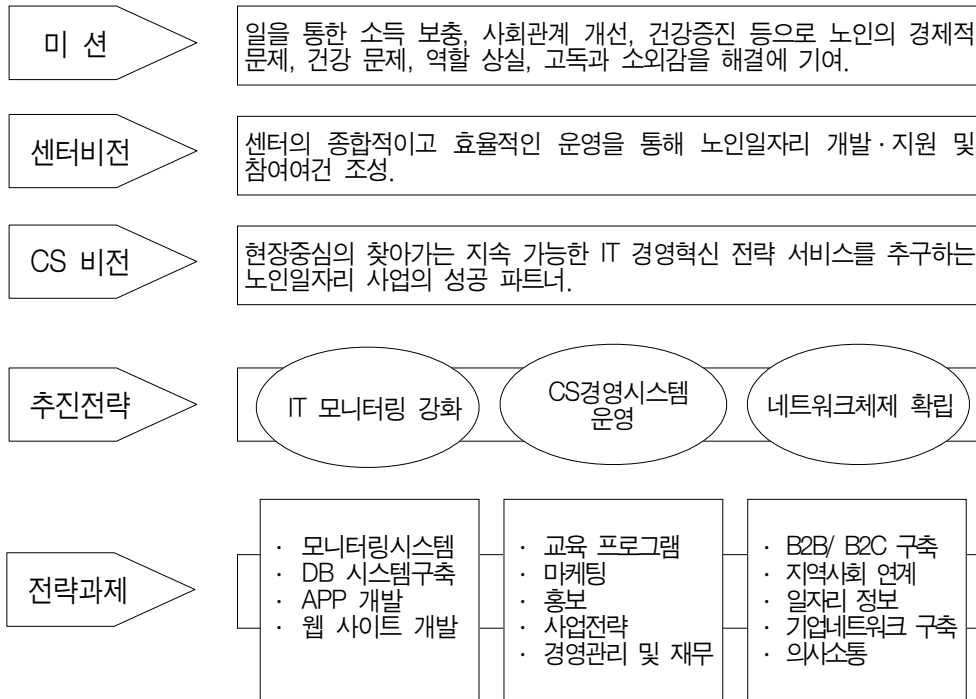 미 션
일을 통한 소득 보충, 사회관계 개선, 건강증진 등으로 노인의 경제적
문제, 건강 문제, 역할 상실, 고독과 소외감을 해결에 기여.
센터비전
센터의 종합적이고 효율적인 운영을 통해 노인일자리 개발·지원 및
참여여건 조성.
CS 비전
현장중심의 찾아가는 지속 가능한 IT 경영혁신 전략 서비스를 추구하는
노인일자리 사업의 성공 파트너.
추진전략
IT 모니터링 강화
CS경영시스템
운영
네트워크체제 확립
전략과제
· 모니터링시스템
· DB 시스템구축
· APP 개발
· 웹 사이트 개발
· 교육 프로그램
· 마케팅
· 홍보
· 사업전략
· 경영관리 및 재무
· B2B/ B2C 구축
· 지역사회 연계
· 일자리 정보
· 기업네트워크 구축
· 의사소통